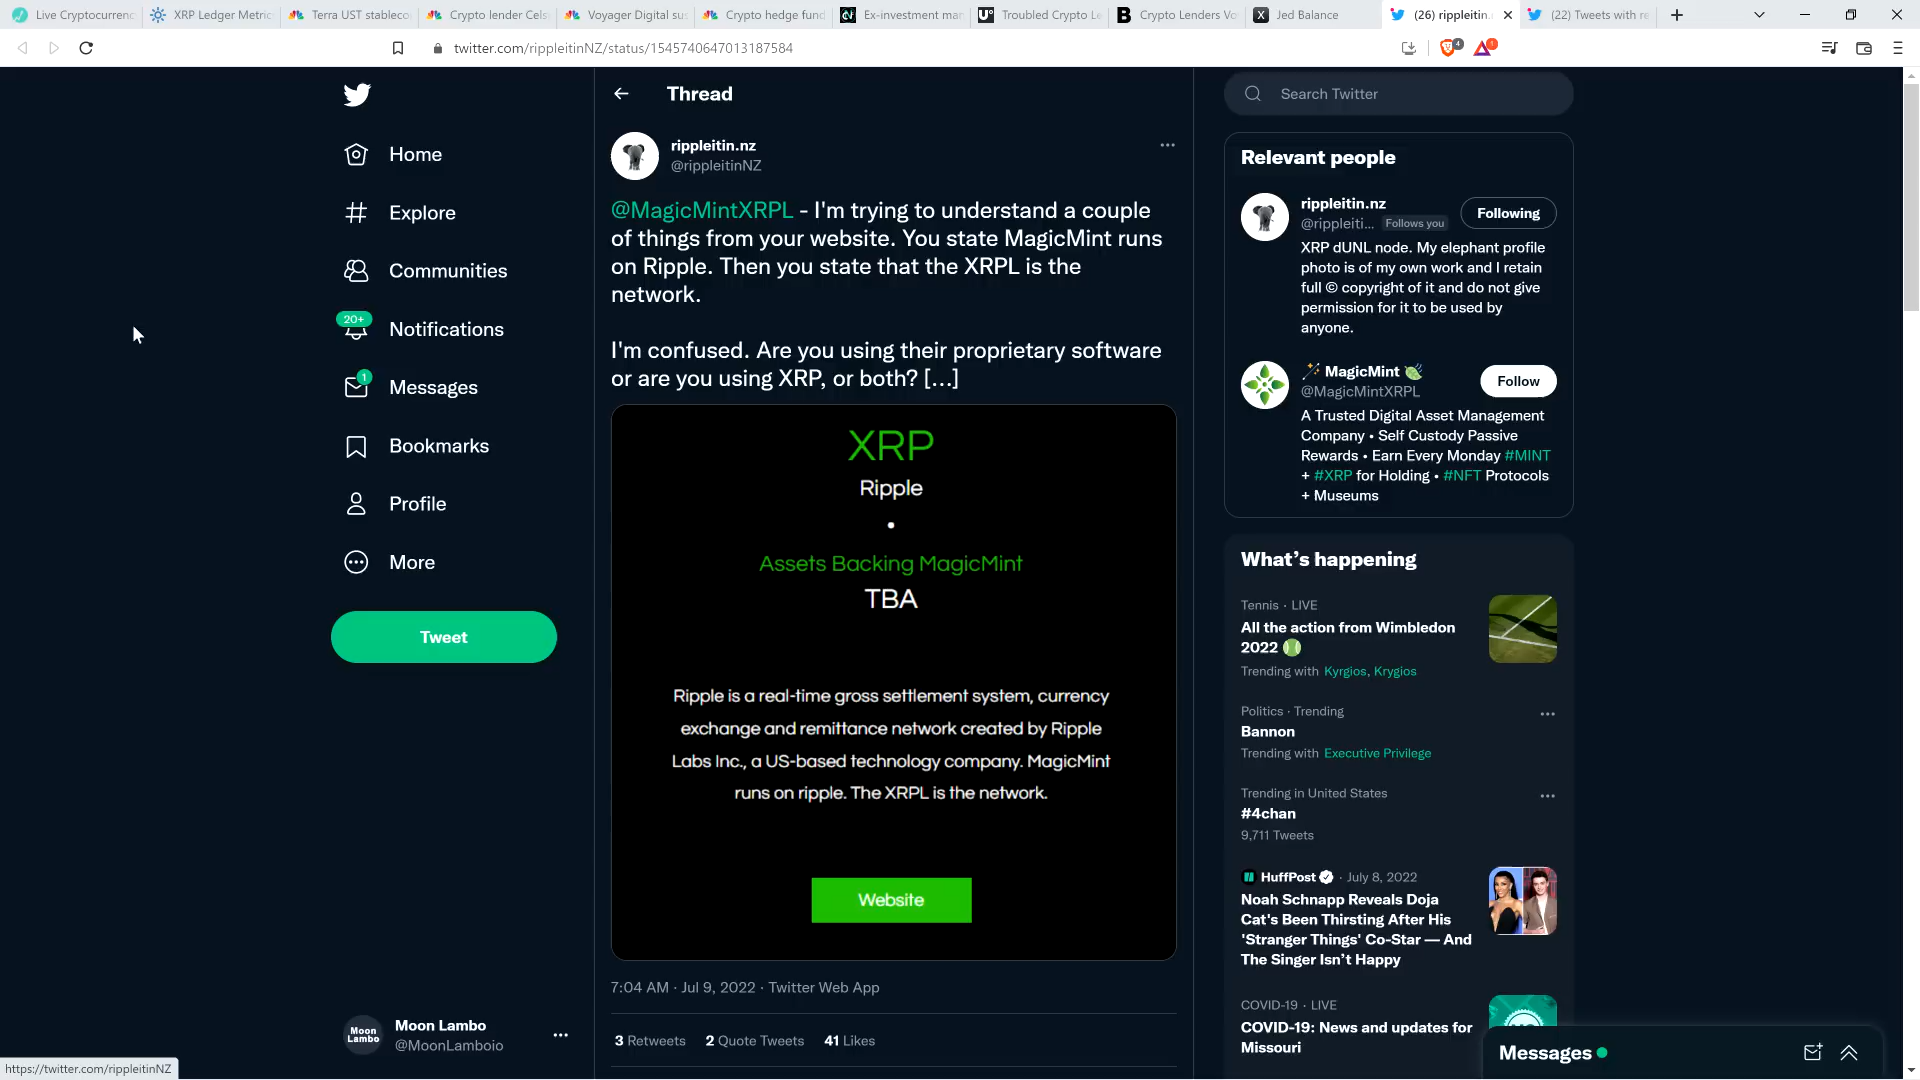 Live Cryptocurrenc
XRP Ledger Metric
Terra UST stableco
Crypto lender Cels
Voyager Digital sus
Crypto hedge fund
Ex-investment man
Troubled Crypto Le
Crypto Lenders Vo
Jed Balance
(26) rippleitin.
(22) Tweets with re
twitter.com/rippleitinNZ/status/1545740647013187584
4
1
Home
Explore
Communities
20+
Notifications
1
Messages
Bookmarks
Profile
More
Tweet
Moon Lambo
Moon Lambo
@MoonLamboio
https://twitter.com/rippleitinNZ
Thread
rippleitin.nz
@rippleitinNZ
@MagicMintXRPL - I'm trying to understand a couple
of things from your website. You state MagicMint runs
on Ripple. Then you state that the XRPL is the
network.
I'm confused. Are you using their proprietary software
or are you using XRP, or both? [...]
XRP
Ripple
•
Assets Backing MagicMint
TBA
Ripple is a real-time gross settlement system, currency
exchange and remittance network created by Ripple
Labs Inc., a US-based technology company. MagicMint
runs on ripple. The XRPL is the network.
Website
7:04 AM · Jul 9, 2022 · Twitter Web App
3 Retweets 2 Quote Tweets 41 Likes
Search Twitter
Relevant people
rippleitin.nz
@rippleiti... Follows you
Following
XRP dUNL node. My elephant profile
photo is of my own work and I retain
full © copyright of it and do not give
permission for it to be used by
anyone.
MagicMint
@MagicMintXRPL
Follow
A Trusted Digital Asset Management
Company • Self Custody Passive
Rewards • Earn Every Monday #MINT
+ #XRP for Holding • #NFT Protocols
+ Museums
What's happening
Tennis · LIVE
All the action from Wimbledon
2022
Trending with Kyrgios, Krygios
Politics · Trending
Bannon
Trending with Executive Privilege
Trending in United States
#4chan
9,711 Tweets
HuffPost · July 8, 2022
Noah Schnapp Reveals Doja
Cat's Been Thirsting After His
'Stranger Things' Co-Star — And
The Singer Isn't Happy
COVID-19 · LIVE
COVID-19: News and updates for
Missouri
Messages